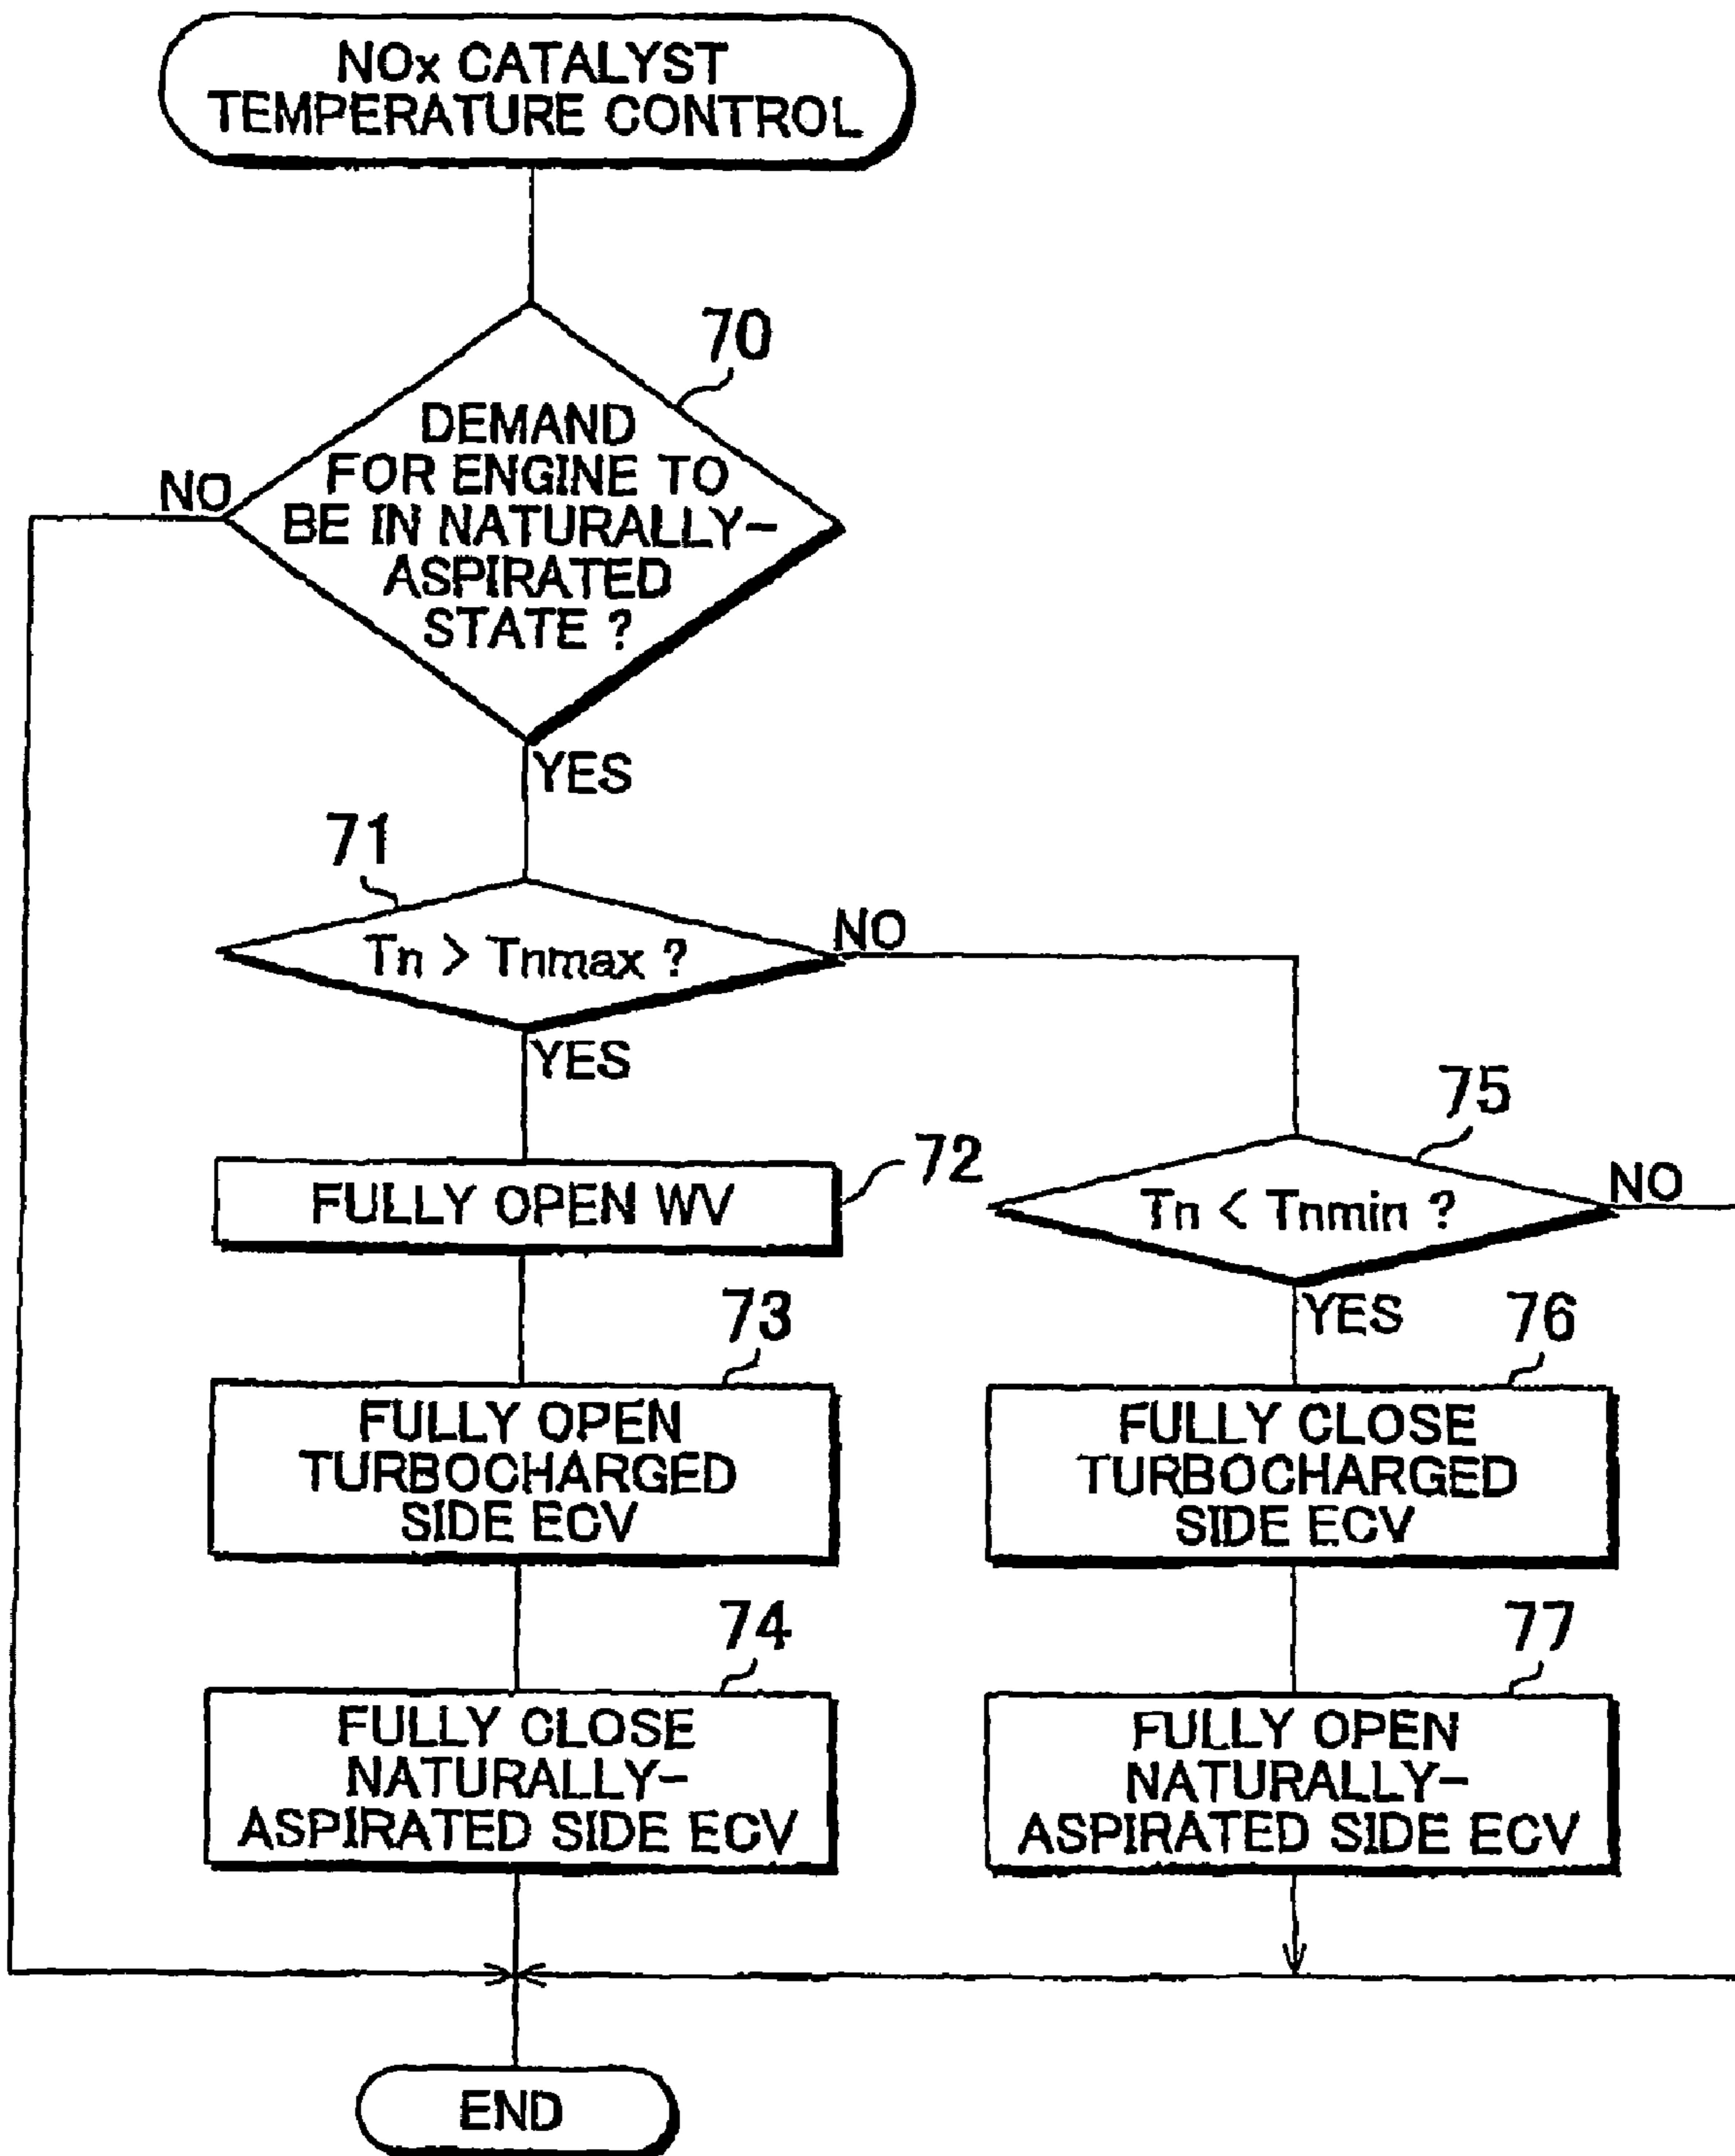 NOx CATALYST
TEMPERATURE CONTROL
70
DEMAND
FOR ENGINE TO
BE IN NATURALLY-
ASPIRATED
STATE ?
NO
YES
71
Tn > Tnmax ?
NO
YES
72
FULLY OPEN WV
73
FULLY OPEN
TURBOCHARGED
SIDE ECV
74
FULLY CLOSE
NATURALLY-
ASPIRATED SIDE ECV
75
Tn < Tnmin ?
NO
YES
76
FULLY CLOSE
TURBOCHARGED
SIDE ECV
77
FULLY OPEN
NATURALLY-
ASPIRATED SIDE ECV
END